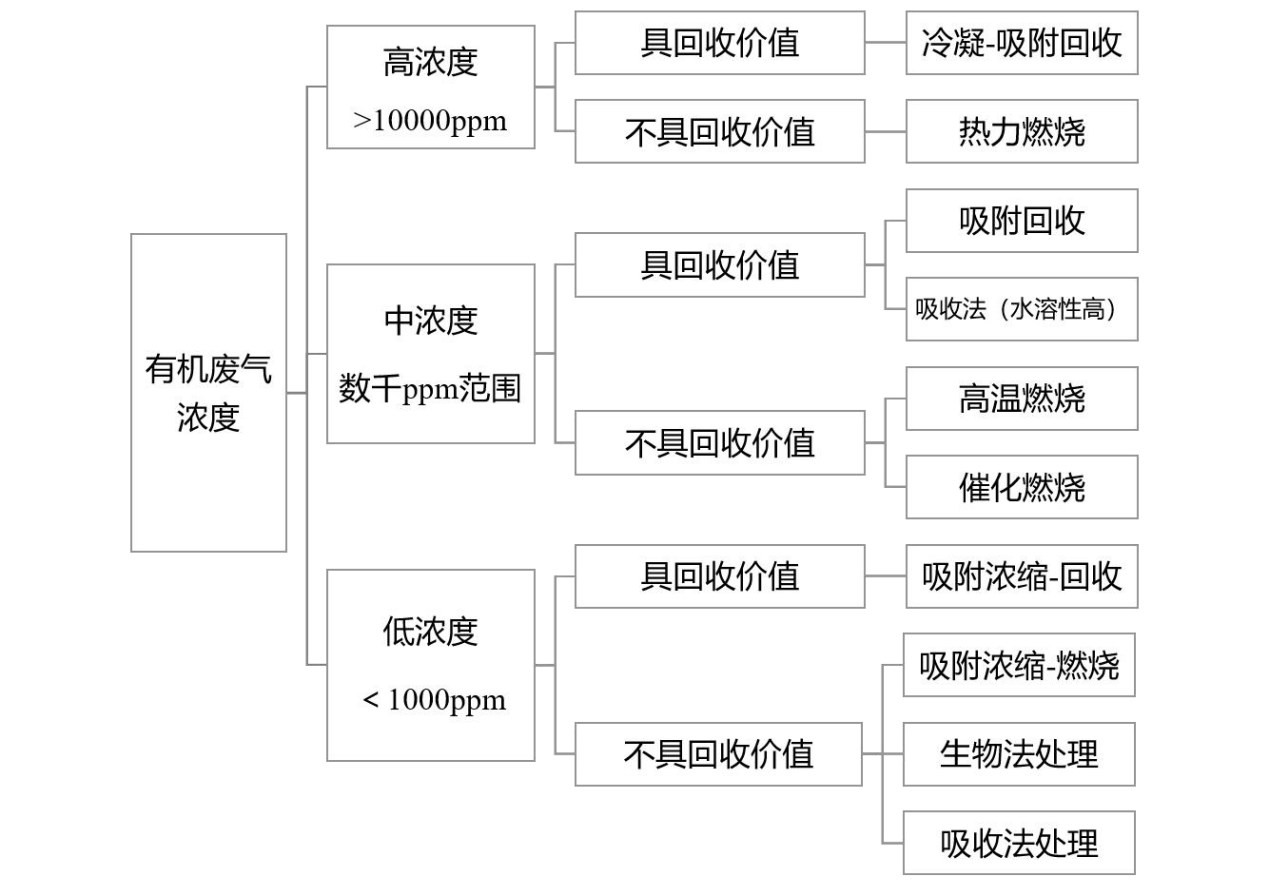 有机废气
浓度
高浓度
>10000ppm
具回收价值
冷凝-吸附回收
不具回收价值
热力燃烧
中浓度
数千ppm范围
具回收价值
吸附回收
吸收法（水溶性高）
不具回收价值
高温燃烧
催化燃烧
低浓度
＜1000ppm
具回收价值
吸附浓缩-回收
不具回收价值
吸附浓缩-燃烧
生物法处理
吸收法处理